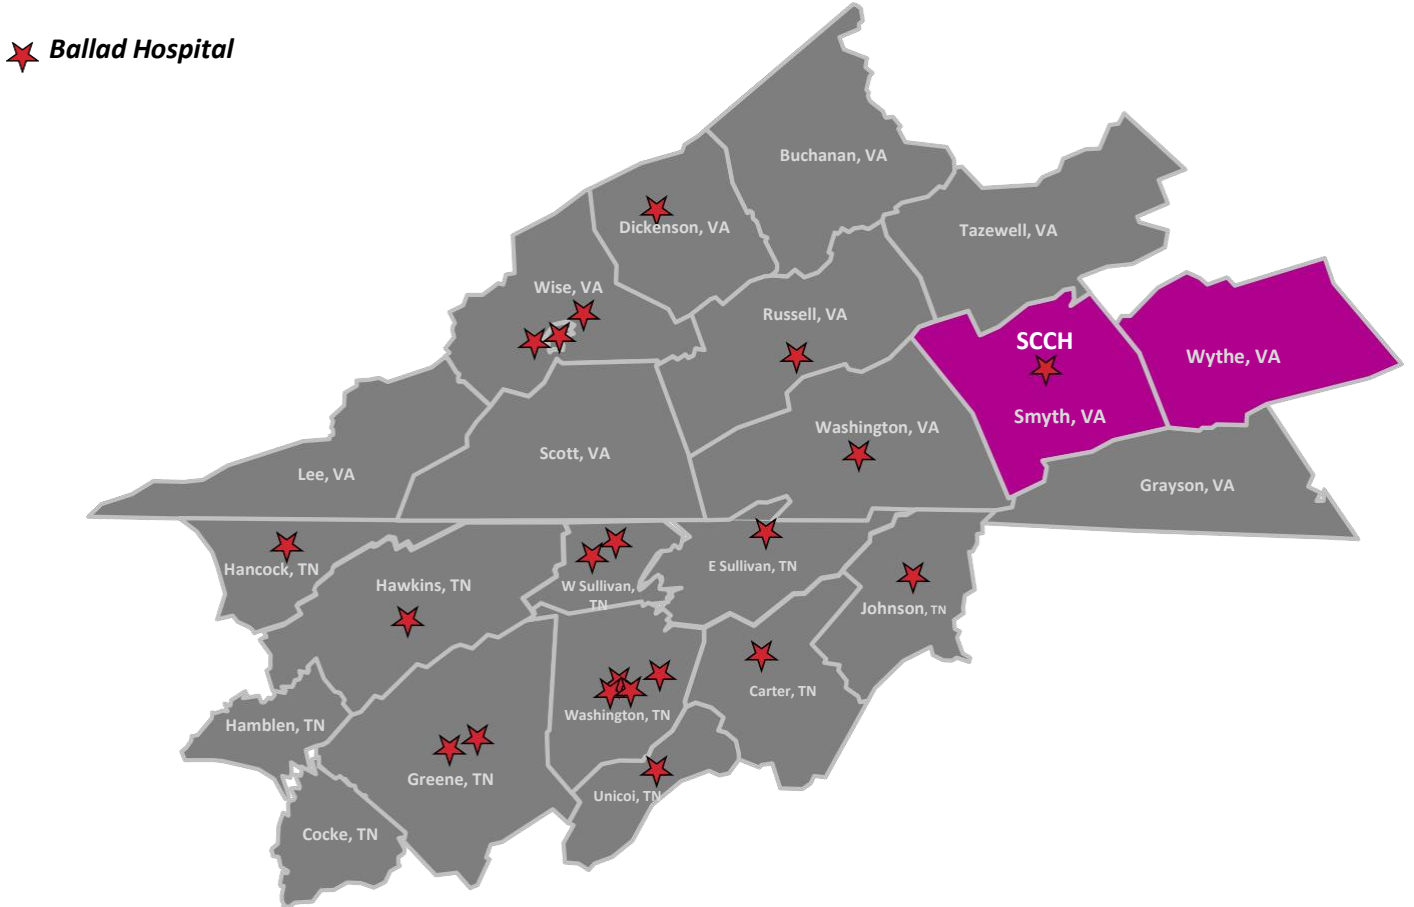 Ballad Hospital
Buchanan, VA
Dickenson, VA
Tazewell, VA
Wise, VA
Russell, VA
SCCH
Wythe, VA
Smyth, VA
Washington, VA
Scott, VA
Lee, VA
Grayson, VA
Hancock, TN
E Sullivan, TN
Hawkins, TN
W Sullivan,
TN
Johnson, TN
Carter, TN
Washington, TN
Hamblen, TN
Greene, TN
Unicoi, TN
Cocke, TN